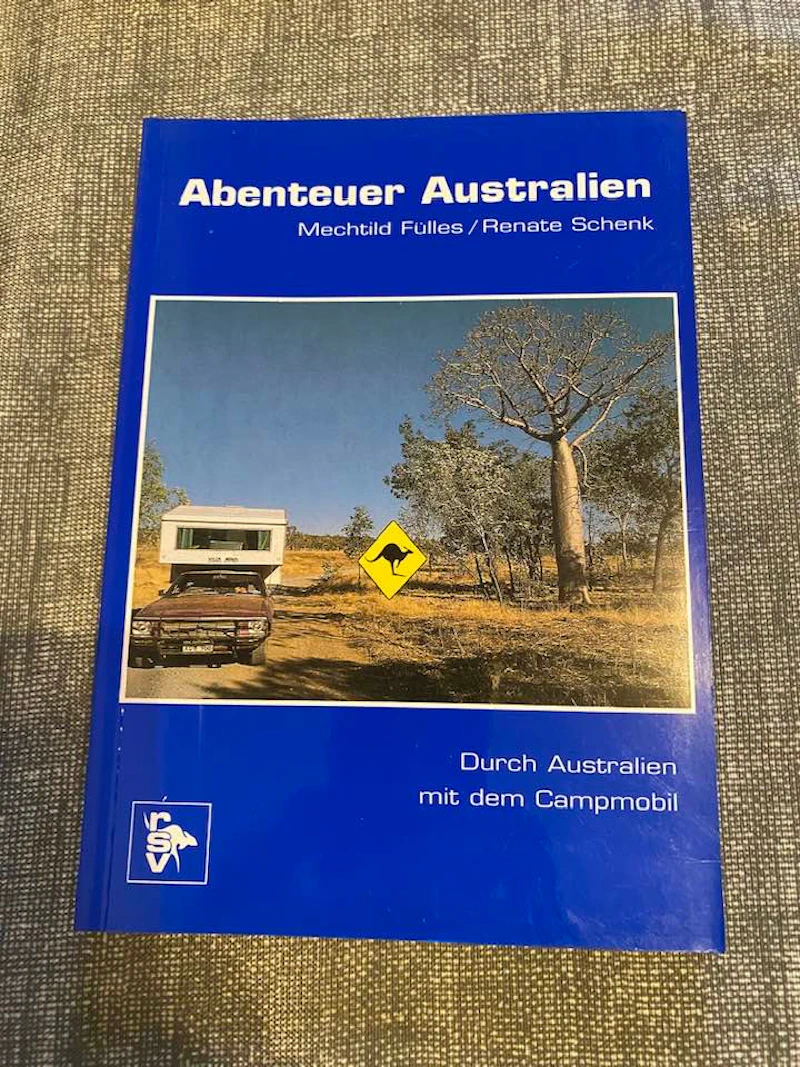 Abenteuer Australien
Mechtild Fülles / Renate Schenk
Durch Australien
mit dem Campmobil
rsv